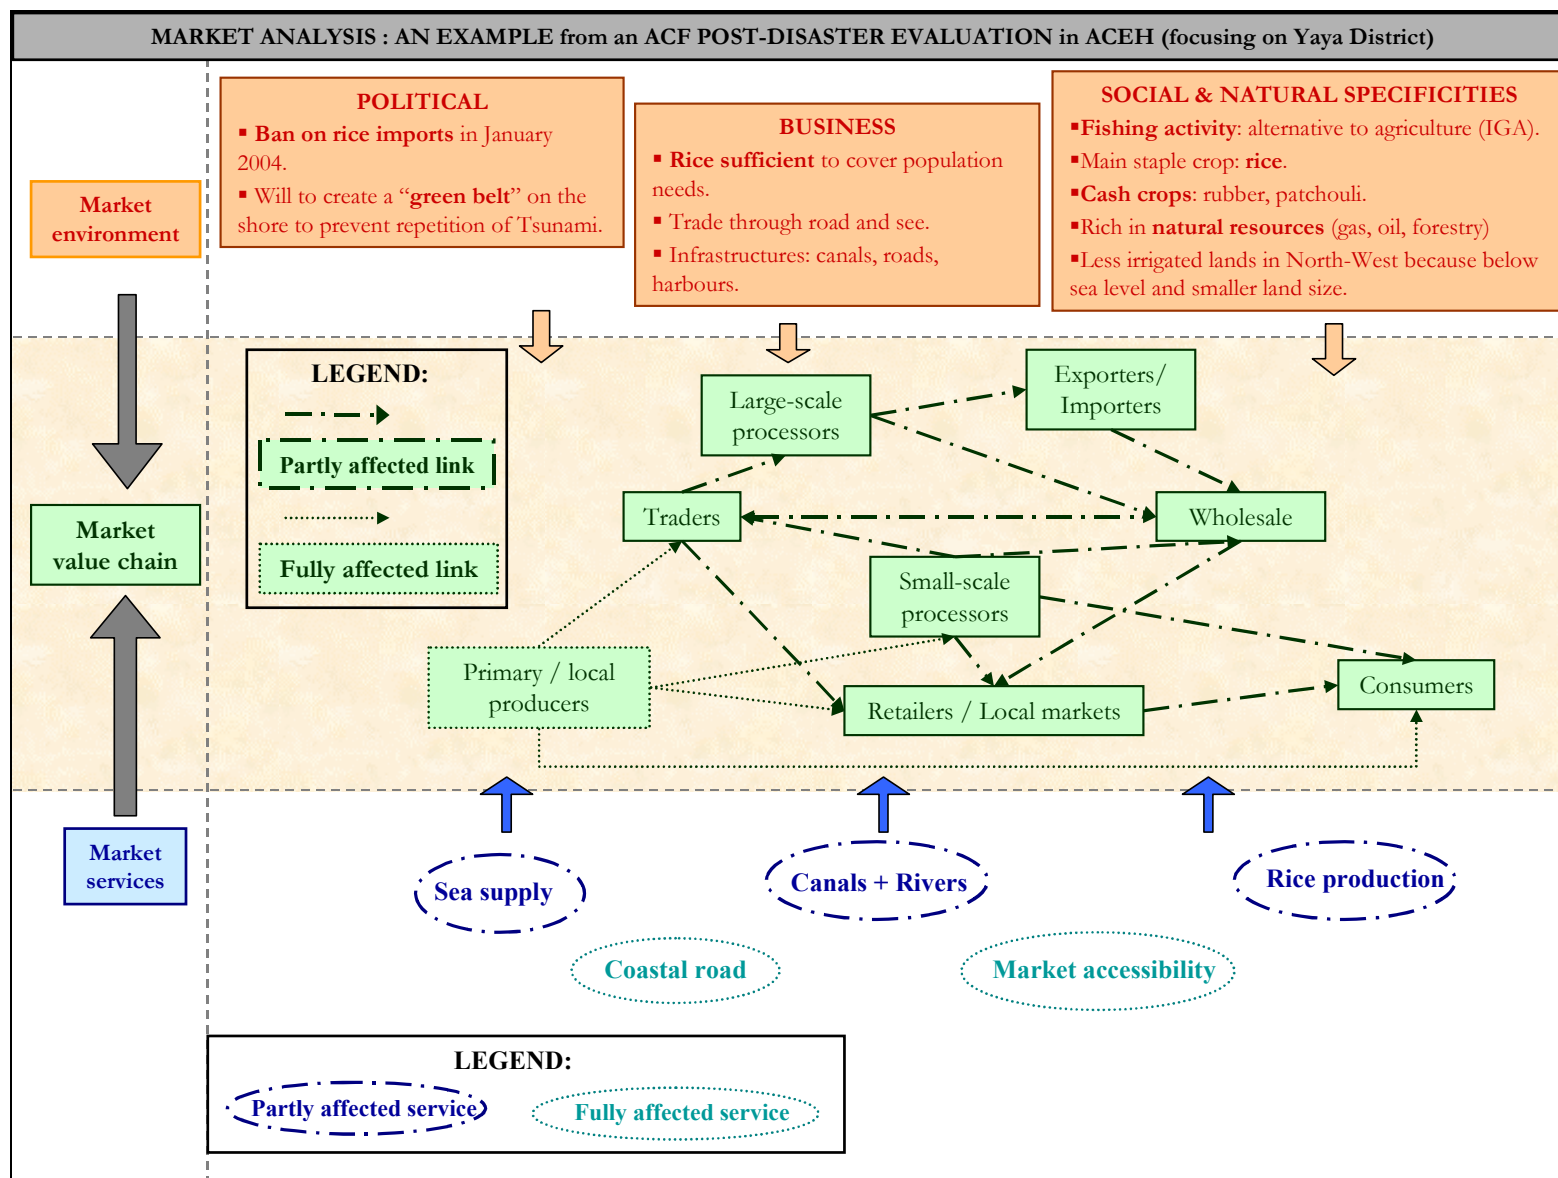 MARKET ANALYSIS : AN EXAMPLE from an ACF POST-DISASTER EVALUATION in ACEH (focusing on Yaya District)
Market
environment
POLITICAL
▪ Ban on rice imports in January
2004.
▪ Will to create a “green belt” on the
shore to prevent repetition of Tsunami.
BUSINESS
▪ Rice sufficient to cover population
needs.
▪ Trade through road and see.
▪ Infrastructures: canals, roads,
harbours.
SOCIAL & NATURAL SPECIFICITIES
▪Fishing activity: alternative to agriculture (IGA).
▪Main staple crop: rice.
▪Cash crops: rubber, patchouli.
▪Rich in natural resources (gas, oil, forestry)
▪Less irrigated lands in North-West because below
sea level and smaller land size.
Market
value chain
LEGEND:
Partly affected link
Fully affected link
Large-scale
processors
Exporters/
Importers
Traders
Wholesale
Small-scale
processors
Primary / local
producers
Retailers / Local markets
Consumers
Market
services
Sea supply
Canals + Rivers
Rice production
Coastal road
Market accessibility
LEGEND:
Partly affected service
Fully affected service